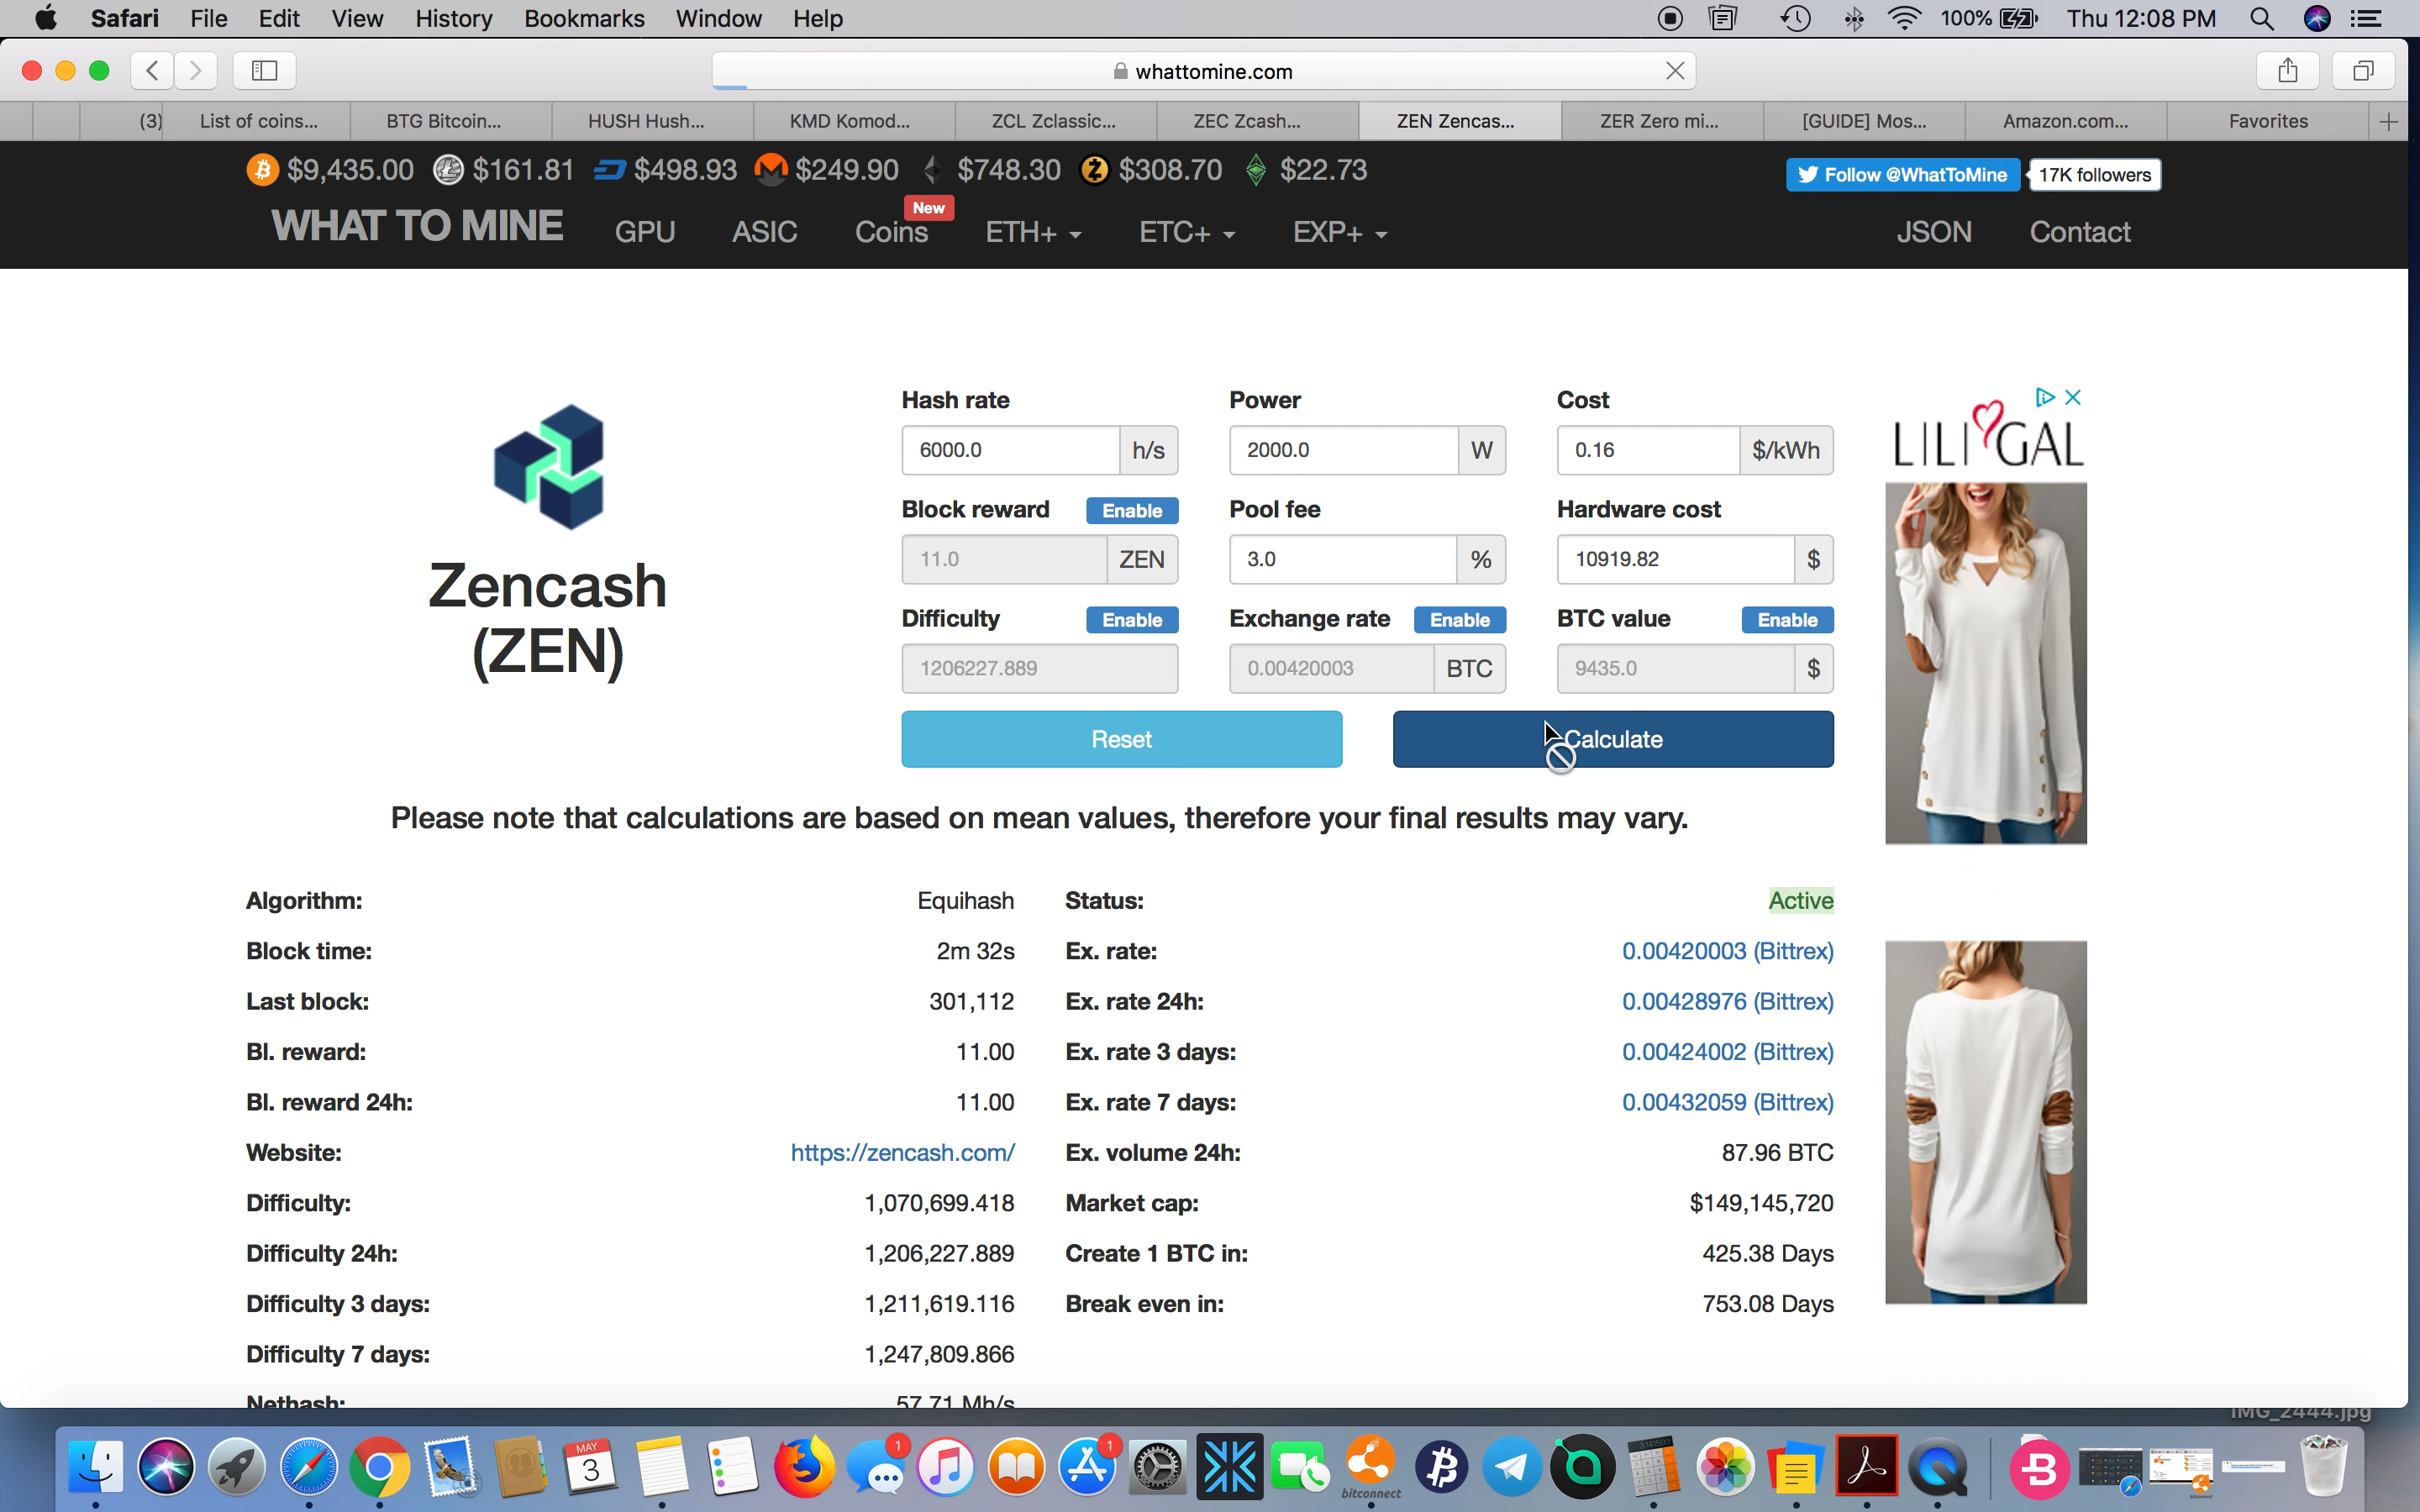 Safari File Edit View History Bookmarks Window Help 100% Thu 12:08 PM
whattomine.com
(3) List of coins... BTG Bitcoin... HUSH Hush... KMD Komod... ZCL Zclassic... ZEC Zcash... ZEN Zencas... ZER Zero mi... [GUIDE] Mos... Amazon.com... Favorites
$9,435.00 $161.81 $498.93 $249.90 $748.30 $308.70 $22.73 Follow @WhatToMine 17K followers
New
WHAT TO MINE GPU ASIC Coins ETH+ ETC+ EXP+ JSON Contact
Hash rate Power Cost
6000.0 h/s 2000.0 W 0.16 $/kWh
LILI GAL
Block reward Enable Pool fee Hardware cost
11.0 ZEN 3.0 % 10919.82 $
Zencash
(ZEN)
Difficulty Enable Exchange rate Enable BTC value Enable
1206227.889 0.00420003 BTC 9435.0 $
Reset Calculate
Please note that calculations are based on mean values, therefore your final results may vary.
Algorithm: Equihash Status: Active
Block time: 2m 32s Ex. rate: 0.00420003 (Bittrex)
Last block: 301,112 Ex. rate 24h: 0.00428976 (Bittrex)
Bl. reward: 11.00 Ex. rate 3 days: 0.00424002 (Bittrex)
Bl. reward 24h: 11.00 Ex. rate 7 days: 0.00432059 (Bittrex)
Website: https://zencash.com/ Ex. volume 24h: 87.96 BTC
Difficulty: 1,070,699.418 Market cap: $149,145,720
Difficulty 24h: 1,206,227.889 Create 1 BTC in: 425.38 Days
Difficulty 3 days: 1,211,619.116 Break even in: 753.08 Days
Difficulty 7 days: 1,247,809.866
Nethash: 57.71 Mh/s
IMG_2444.jpg
MAY
3
1
1
bitconnect